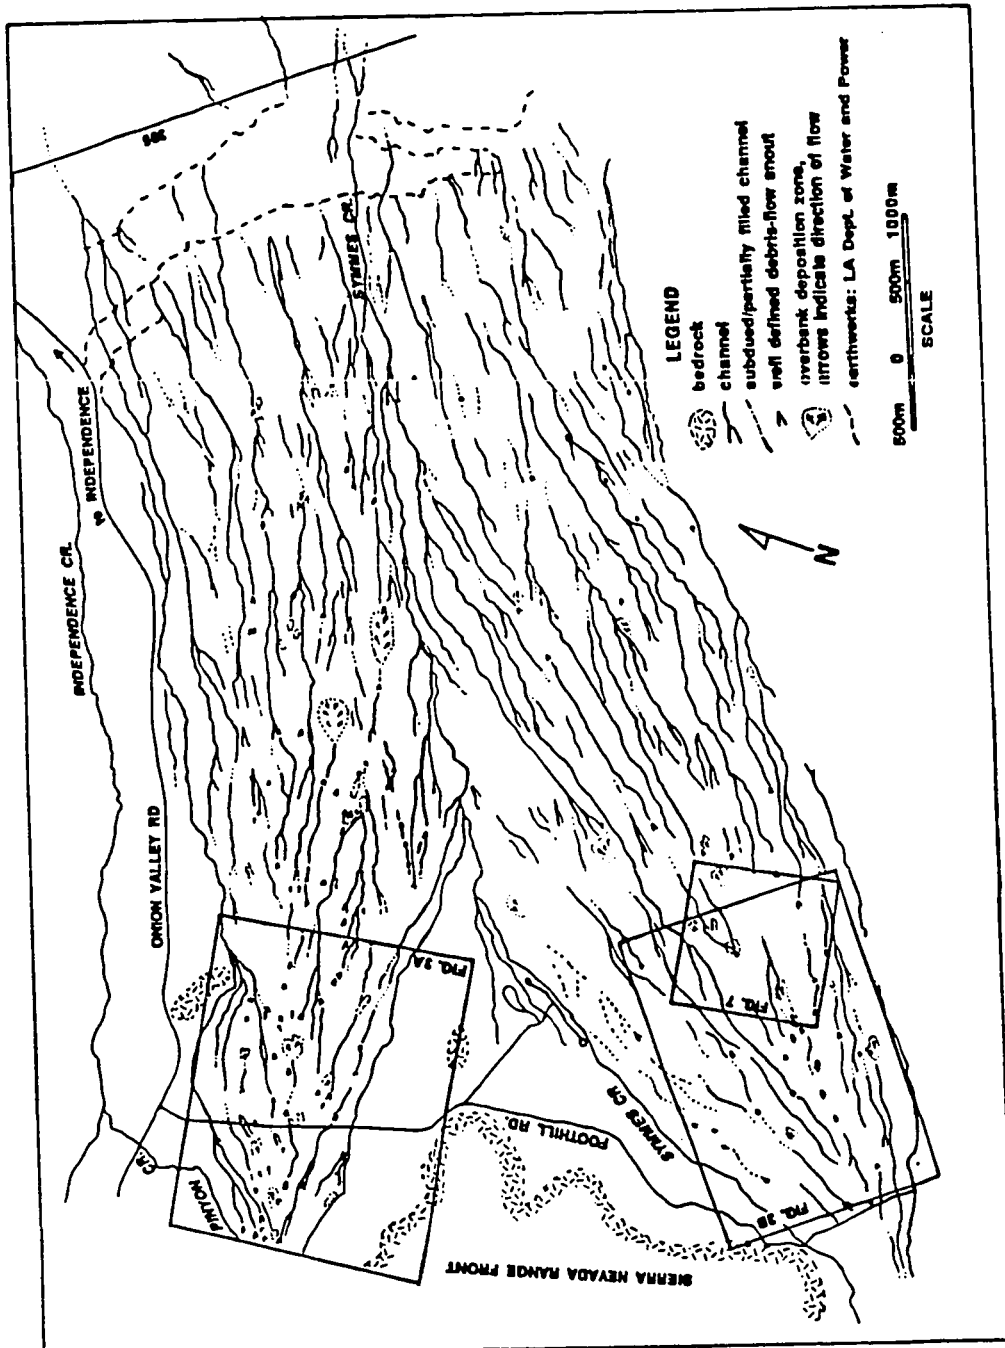 395
INDEPENDENCE CR.
TO INDEPENDENCE
ONION VALLEY RD
SYMMES CR.
FIG. 3A
PINYON CR.
FOOTHILL RD.
SYMMES CR
FIG. 7
FIG. 3B
SIERRA NEVADA RANGE FRONT
LEGEND
bedrock
channel
subdued/partially filled channel
well defined debris-flow snout
overbank deposition zone,
arrows indicate direction of flow
earthworks: LA Dept. of Water and Power
N
500m 0 500m 1000m
SCALE